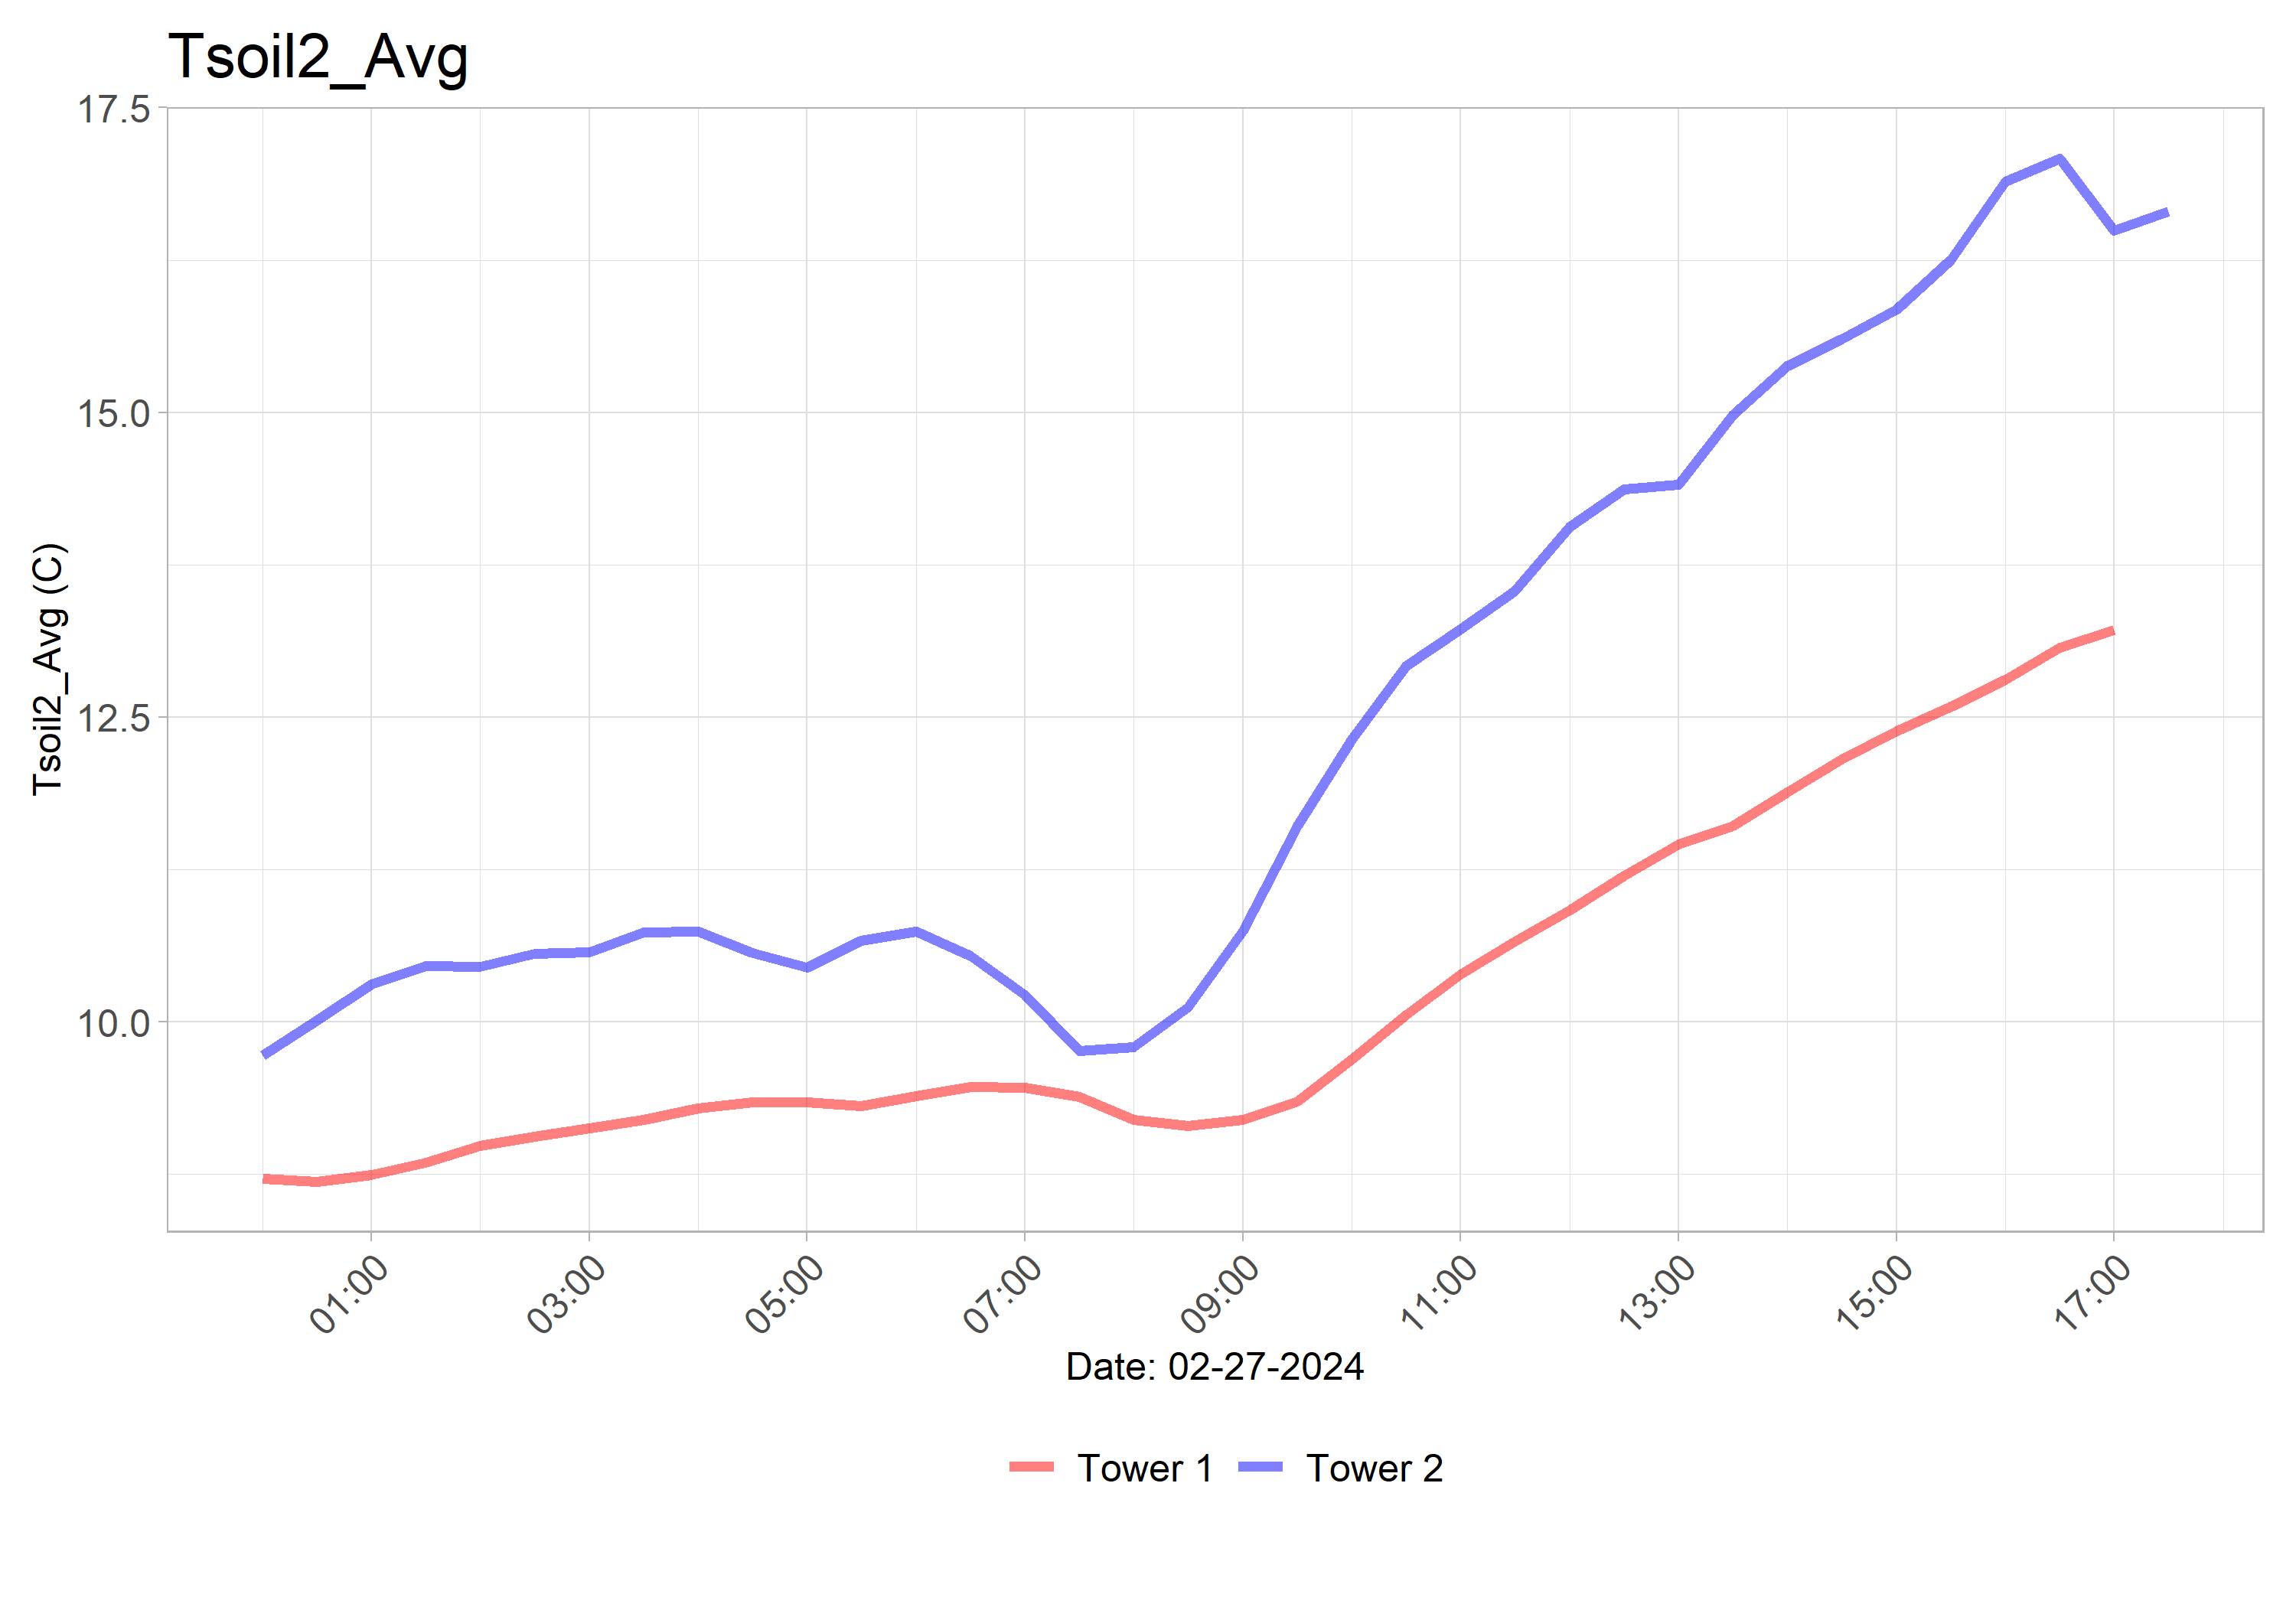 Tsoil2_Avg
17.5
15.0
12.5
10.0
Tsoil2_Avg (C)
01:00 03:00 05:00 07:00 09:00 11:00 13:00 15:00 17:00
Date: 02-27-2024
Tower 1 Tower 2